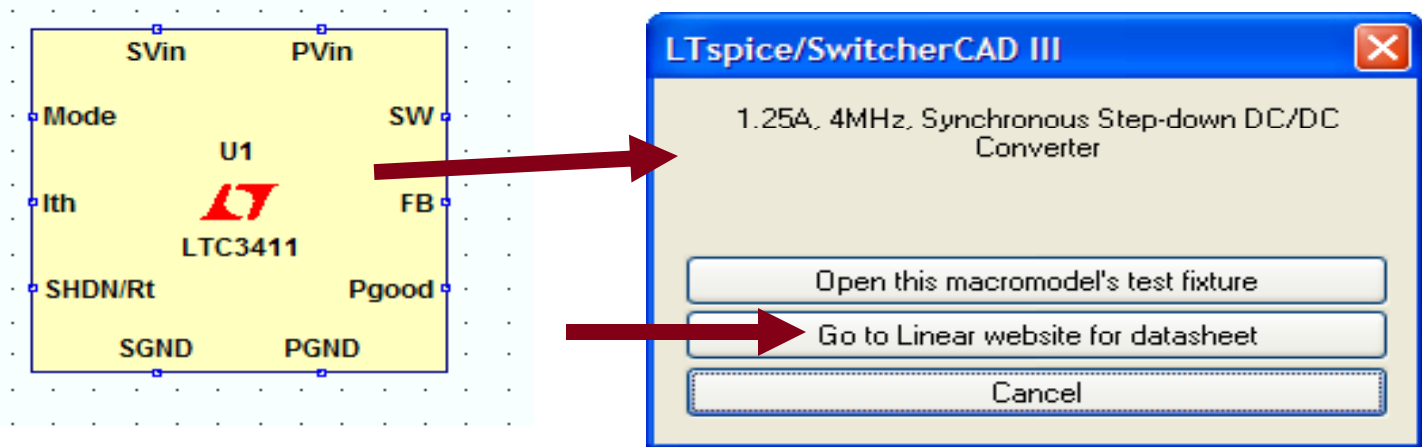 SVin PVin
Mode SW
U1
Ith FB
LTC3411
SHDN/Rt Pgood
SGND PGND
LTspice/SwitcherCAD III
1.25A, 4MHz, Synchronous Step-down DC/DC
Converter
Open this macromodel's test fixture
Go to Linear website for datasheet
Cancel